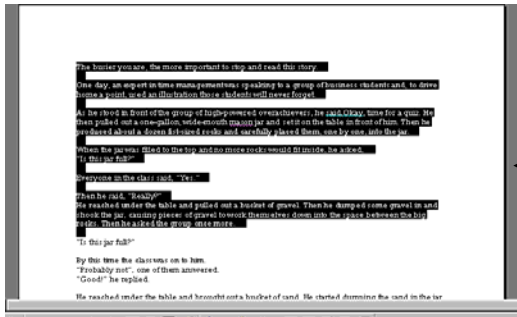 The busier you are, the more important to stop and read this story.
One day, an expert in time management was speaking to a group of business students and, to drive
home a point, used an illustration those students will never forget.
As he stood in front of the group of high-powered overachievers, he said,Okay, time for a quiz. He
then pulled out a one-gallon, wide-mouth mason jar and set it on the table in front of him. Then he
produced about a dozen fist-sized rocks and carefully placed them, one by one, into the jar.
When the jar was filled to the top and no more rocks would fit inside, he asked,
"Is this jar full?"
Everyone in the class said, "Yes."
Then he said, "Really?"
He reached under the table and pulled out a bucket of gravel. Then he dumped some gravel in and
shook the jar, causing pieces of gravel to work themselves down into the space between the big
rocks. Then he asked the group once more.
"Is this jar full?"
By this time the class was on to him.
"Probably not", one of them answered.
"Good!" he replied.
He reached under the table and brought out a bucket of sand. He started dumping the sand in the jar